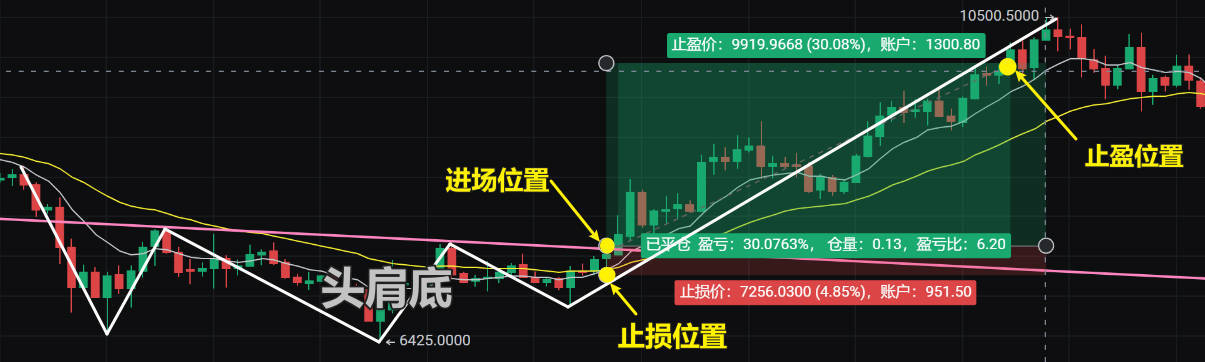 10500.5000
止盈价：9919.9668 (30.08%)，账户：1300.80
止盈位置
进场位置
已平仓 盈亏：30.0763%， 仓量：0.13，盈亏比：6.20
头肩底
止损价：7256.0300 (4.85%)，账户：951.50
止损位置
6425.0000